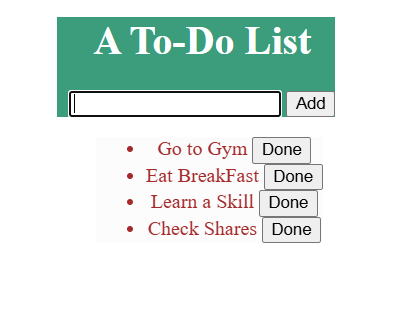 A To-Do List
Add
Go to Gym Done
Eat BreakFast Done
Learn a Skill Done
Check Shares Done